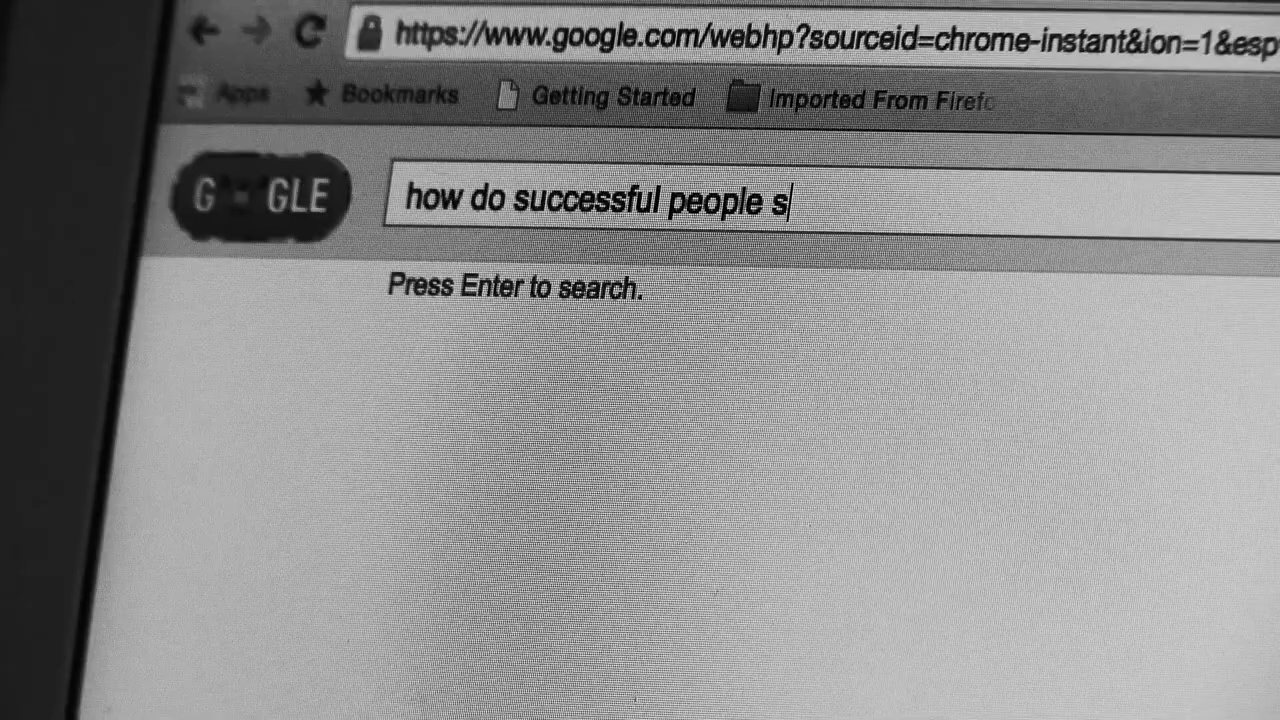 https://www.google.com/webhp?sourceid=chrome-instant&ion=1&esp
Bookmarks Getting Started Imported From Firefo
G - GLE how do successful people s
Press Enter to search.